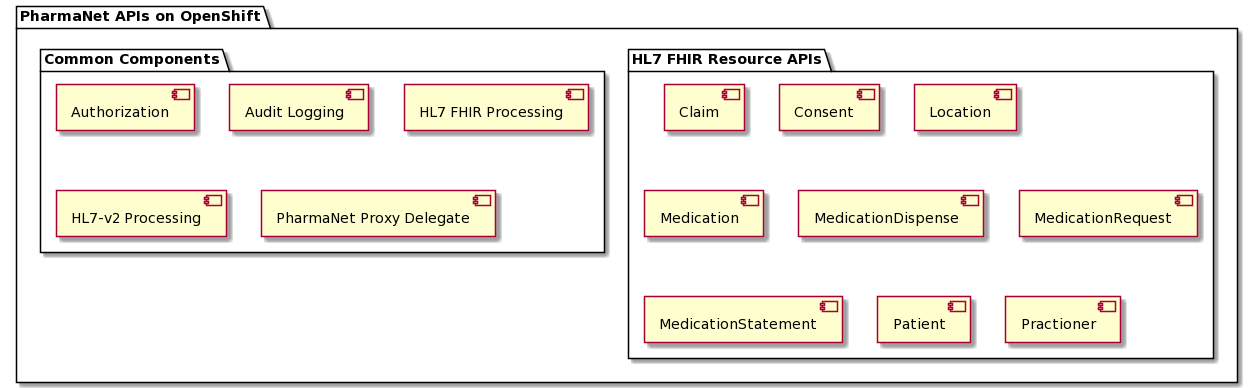 PharmaNet APIs on OpenShift
Common Components
Authorization
Audit Logging
HL7 FHIR Processing
HL7-v2 Processing
PharmaNet Proxy Delegate
HL7 FHIR Resource APIs
Claim
Consent
Location
Medication
MedicationDispense
MedicationRequest
MedicationStatement
Patient
Practioner